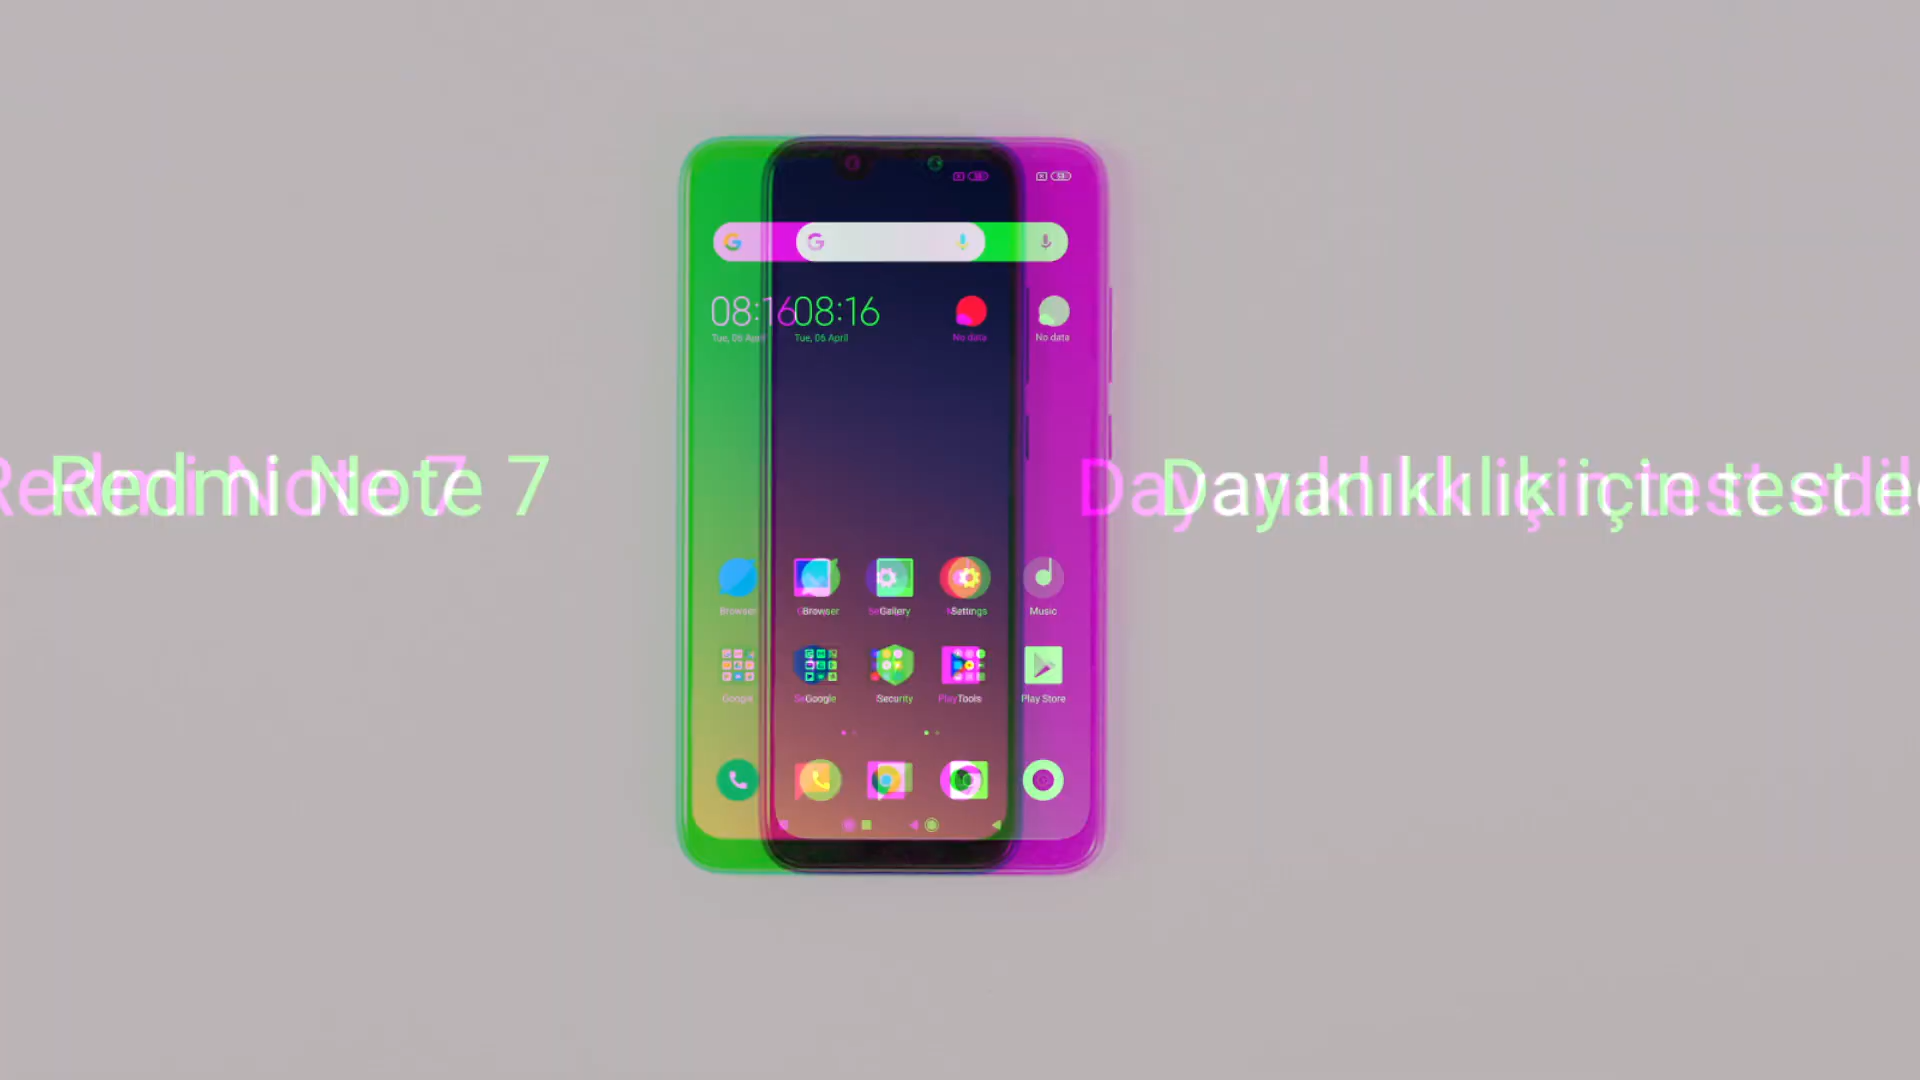 Redmi Note 7
Dayanıklılık için test
08:16
Tue, 06 April
No data
Browser
Gallery
Settings
Music
Google
Security
Tools
Play Store